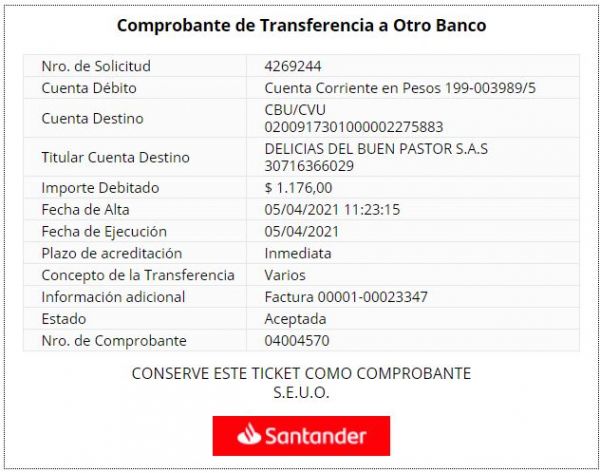 Comprobante de Transferencia a Otro Banco
Nro. de Solicitud 4269244
Cuenta Débito Cuenta Corriente en Pesos 199-003989/5
Cuenta Destino CBU/CVU
0200917301000002275883
Titular Cuenta Destino DELICIAS DEL BUEN PASTOR S.A.S
30716366029
Importe Debitado $ 1.176,00
Fecha de Alta 05/04/2021 11:23:15
Fecha de Ejecución 05/04/2021
Plazo de acreditación Inmediata
Concepto de la Transferencia Varios
Información adicional Factura 00001-00023347
Estado Aceptada
Nro. de Comprobante 04004570
CONSERVE ESTE TICKET COMO COMPROBANTE
S.E.U.O.
Santander